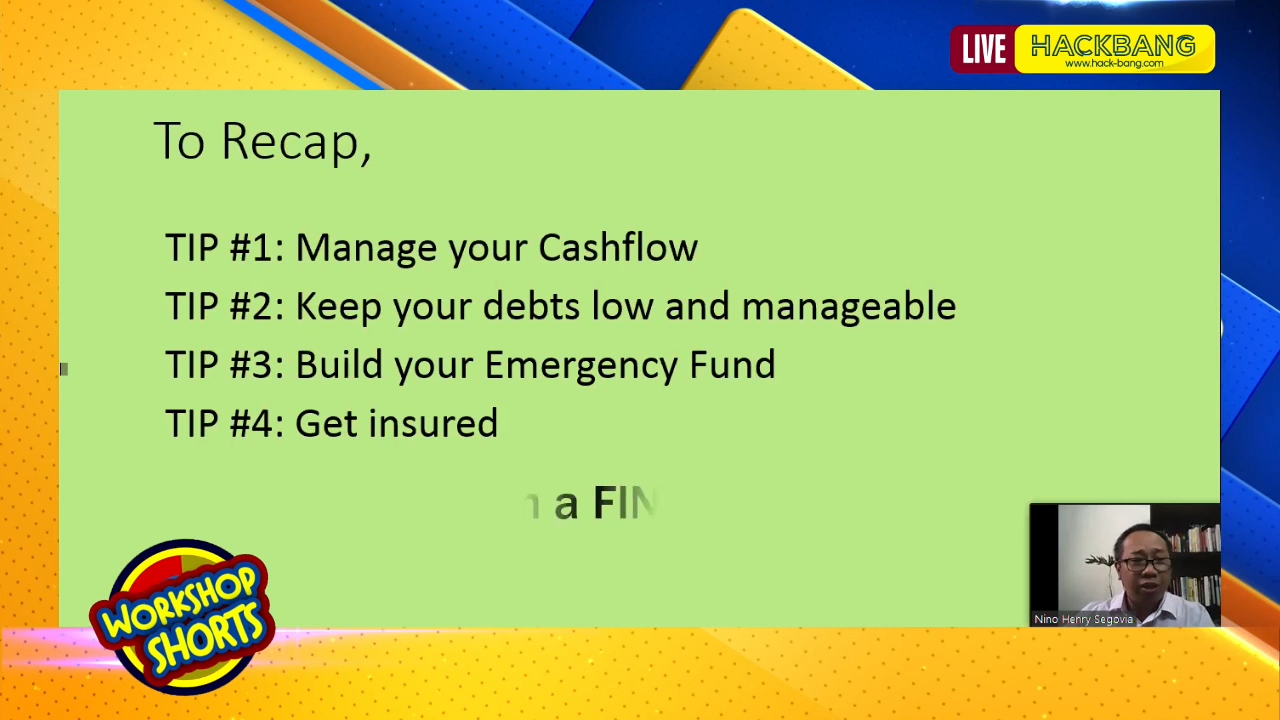 LIVE HACKBANG
www.hack-bang.com
To Recap,
TIP #1: Manage your Cashflow
TIP #2: Keep your debts low and manageable
TIP #3: Build your Emergency Fund
TIP #4: Get insured
a
WORKSHOP
SHORTS
Nino Henry Segovia